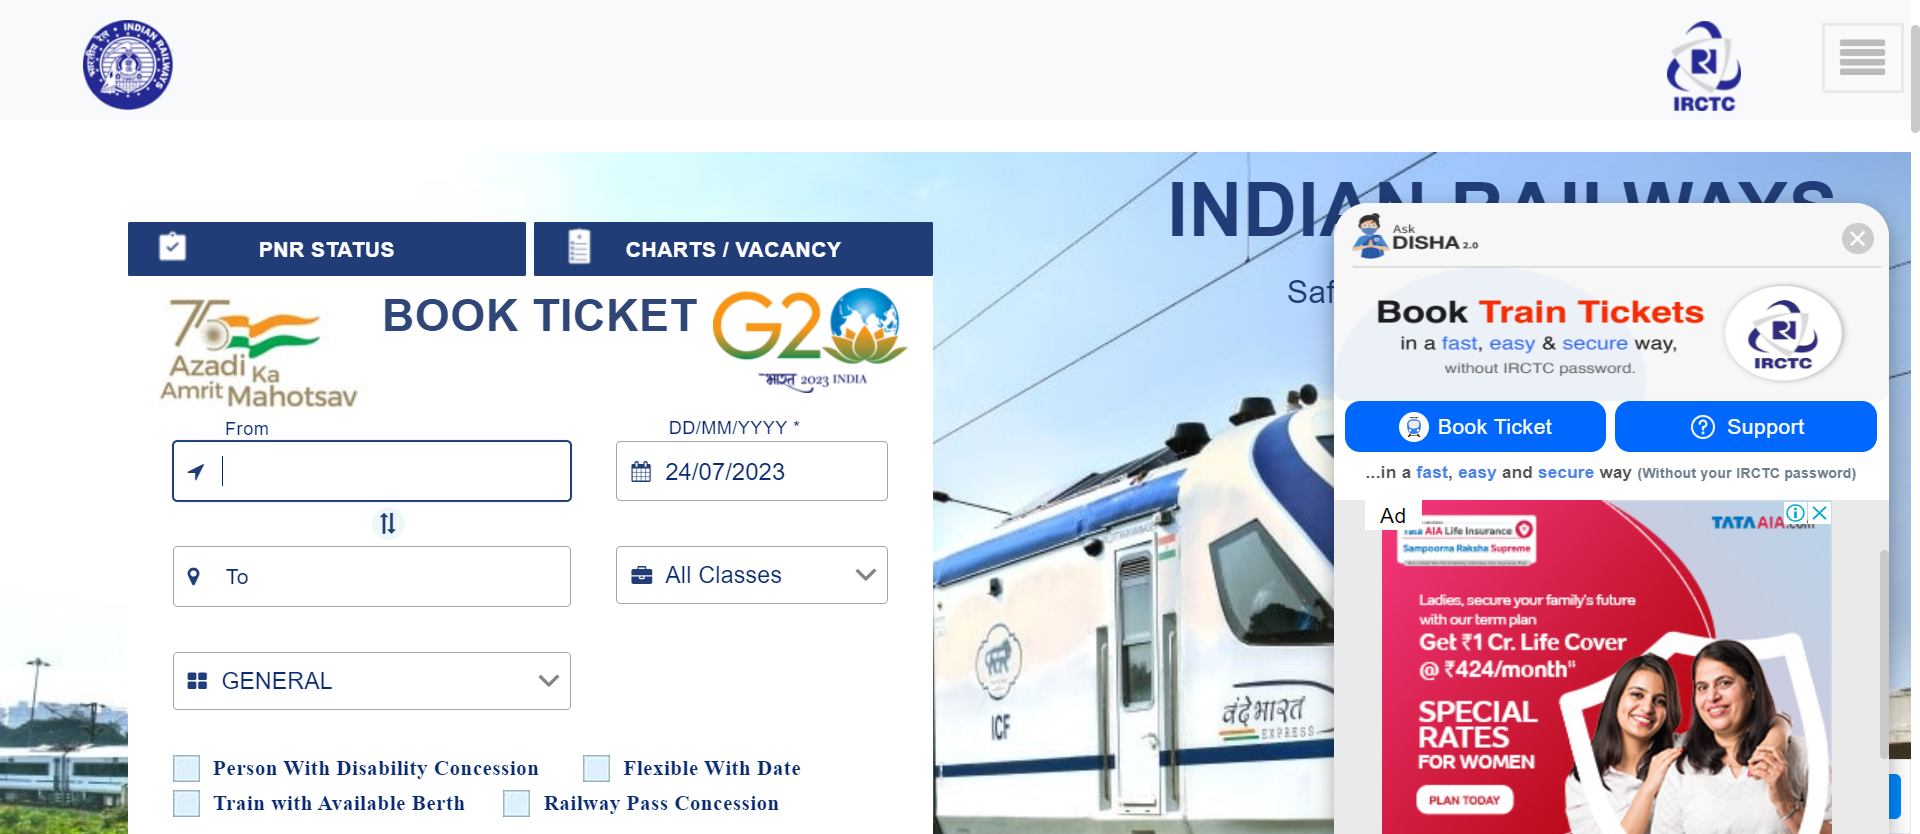 भारतीय रेल • INDIAN RAILWAYS
IRCTC
INDIAN RAILWAYS
Saf
PNR STATUS
CHARTS / VACANCY
BOOK TICKET
75
Azadi Ka
Amrit Mahotsav
G20
भारत 2023 INDIA
From
DD/MM/YYYY *
24/07/2023
To
All Classes
GENERAL
Person With Disability Concession
Flexible With Date
Train with Available Berth
Railway Pass Concession
ICF
वंदे भारत
EXPRESS
Ask
DISHA 2.0
Book Train Tickets
in a fast, easy & secure way,
without IRCTC password.
IRCTC
Book Ticket
Support
...in a fast, easy and secure way (Without your IRCTC password)
Ad
Tata AIA Life Insurance
Sampoorna Raksha Supreme
TATA AIA.com
Ladies, secure your family's future
with our term plan
Get ₹1 Cr. Life Cover
@ ₹424/month
SPECIAL
RATES
FOR WOMEN
PLAN TODAY